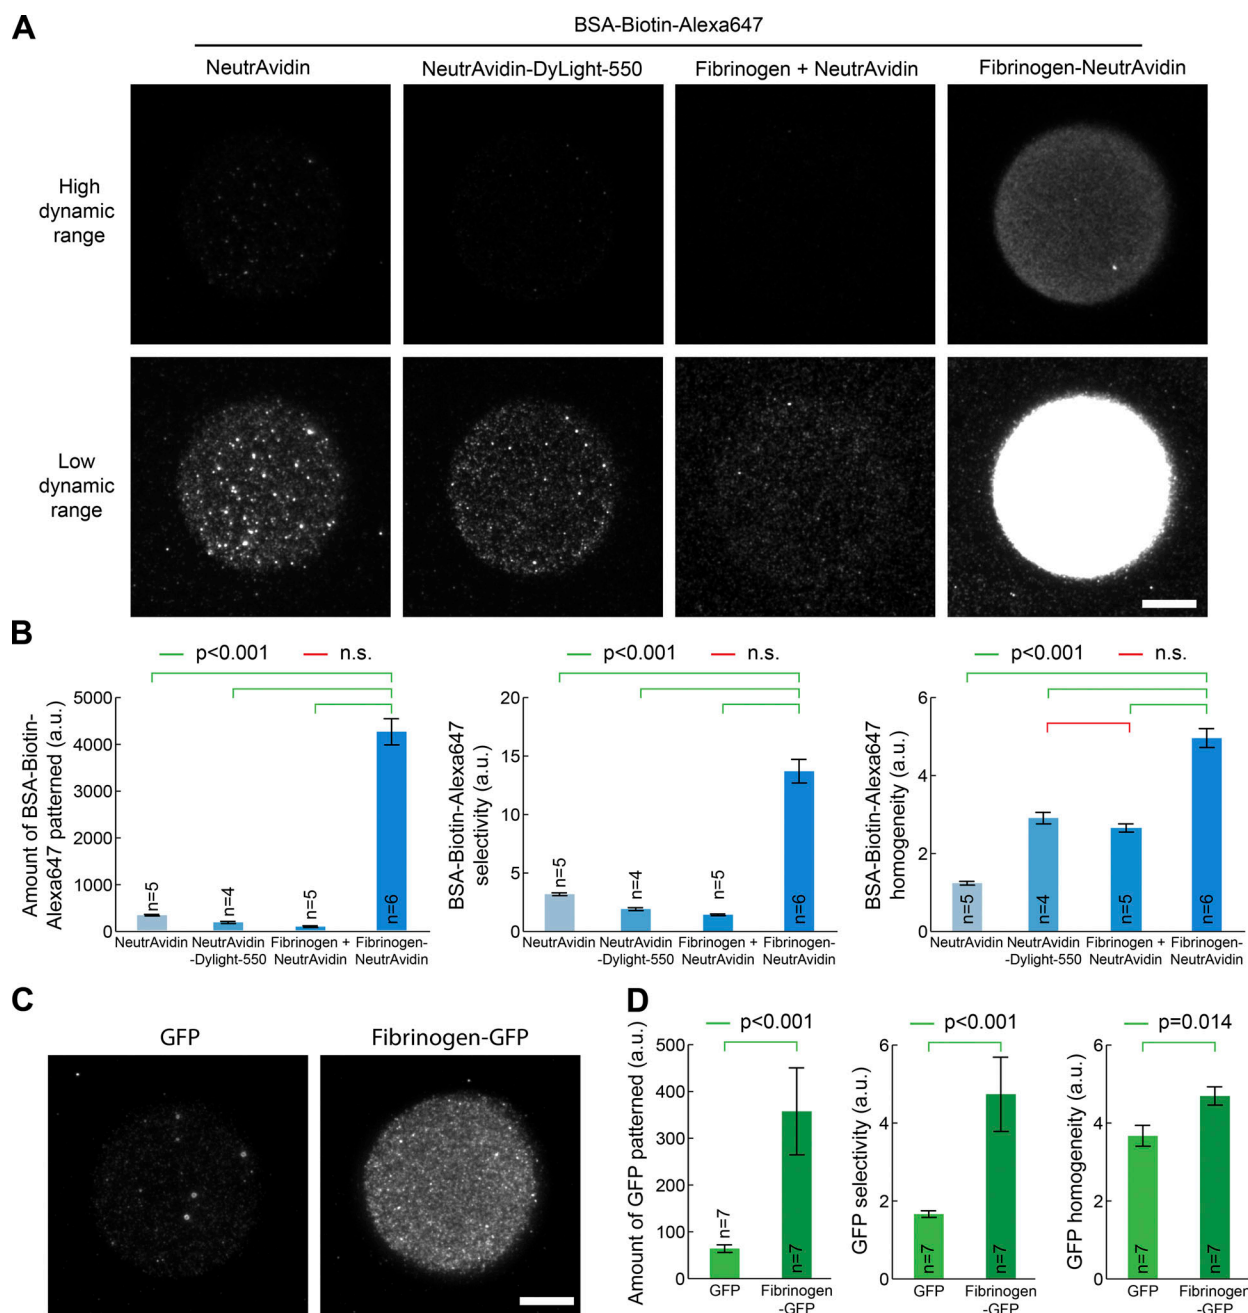 A
BSA-Biotin-Alexa647
NeutrAvidin
NeutrAvidin-DyLight-550
Fibrinogen + NeutrAvidin
Fibrinogen-NeutrAvidin
High
dynamic
range
Low
dynamic
range
B
p<0.001
n.s.
Amount of BSA-Biotin-
Alexa647 patterned (a.u.)
5000
4000
3000
2000
1000
0
n=5
n=4
n=5
n=6
NeutrAvidin
NeutrAvidin
-Dylight-550
Fibrinogen +
NeutrAvidin
Fibrinogen-
NeutrAvidin
p<0.001
n.s.
BSA-Biotin-Alexa647
selectivity (a.u.)
20
15
10
5
0
n=5
n=4
n=5
n=6
NeutrAvidin
NeutrAvidin
-Dylight-550
Fibrinogen +
NeutrAvidin
Fibrinogen-
NeutrAvidin
p<0.001
n.s.
BSA-Biotin-Alexa647
homogeneity (a.u.)
6
4
2
0
n=5
n=4
n=5
n=6
NeutrAvidin
NeutrAvidin
-Dylight-550
Fibrinogen +
NeutrAvidin
Fibrinogen-
NeutrAvidin
C
GFP
Fibrinogen-GFP
D
p<0.001
Amount of GFP patterned (a.u.)
500
400
300
200
100
0
n=7
n=7
GFP
Fibrinogen
-GFP
p<0.001
GFP selectivity (a.u.)
6
4
2
0
n=7
n=7
GFP
Fibrinogen
-GFP
p=0.014
GFP homogeneity (a.u.)
6
4
2
0
n=7
n=7
GFP
Fibrinogen
-GFP